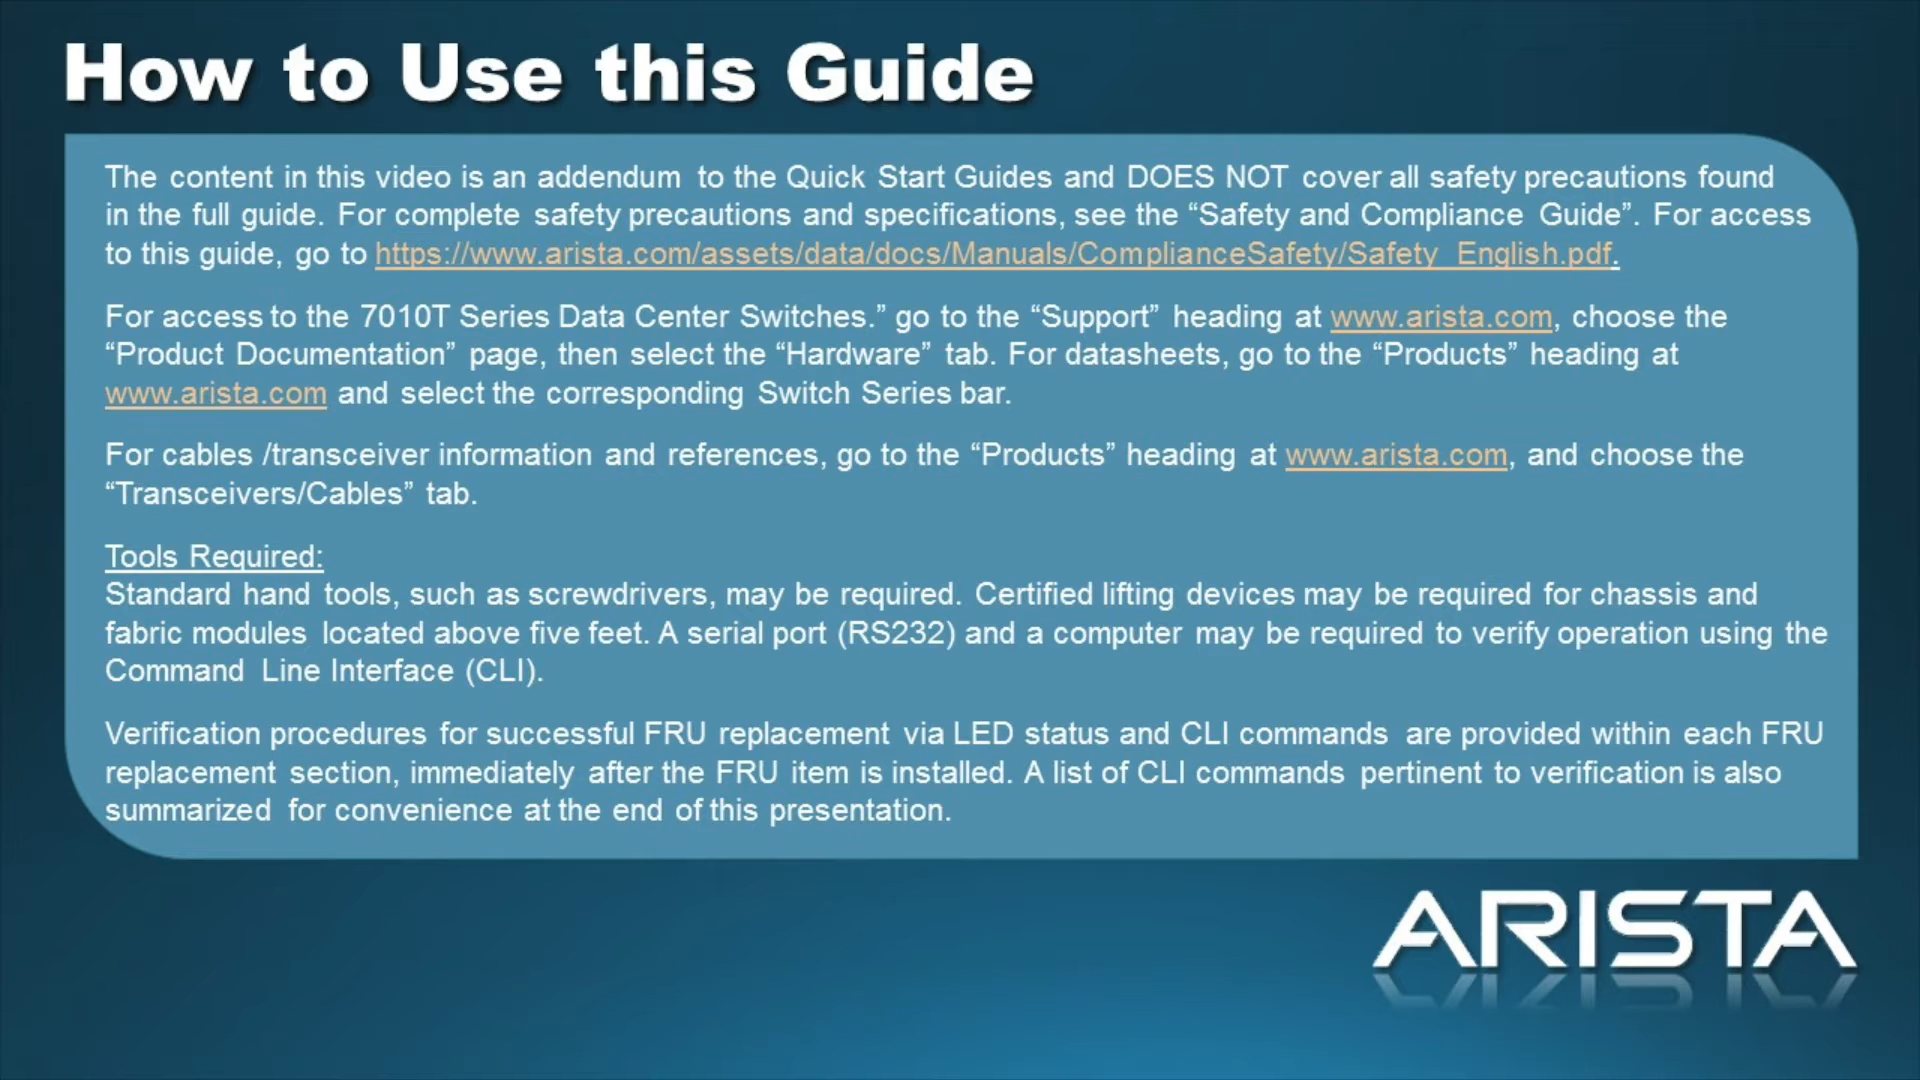 How to Use this Guide
The content in this video is an addendum to the Quick Start Guides and DOES NOT cover all safety precautions found
in the full guide. For complete safety precautions and specifications, see the “Safety and Compliance Guide”. For access
to this guide, go to https://www.arista.com/assets/data/docs/Manuals/ComplianceSafety/Safety_English.pdf.
For access to the 7010T Series Data Center Switches.” go to the “Support” heading at www.arista.com, choose the
“Product Documentation” page, then select the “Hardware” tab. For datasheets, go to the “Products” heading at
www.arista.com and select the corresponding Switch Series bar.
For cables /transceiver information and references, go to the “Products” heading at www.arista.com, and choose the
“Transceivers/Cables” tab.
Tools Required:
Standard hand tools, such as screwdrivers, may be required. Certified lifting devices may be required for chassis and
fabric modules located above five feet. A serial port (RS232) and a computer may be required to verify operation using the
Command Line Interface (CLI).
Verification procedures for successful FRU replacement via LED status and CLI commands are provided within each FRU
replacement section, immediately after the FRU item is installed. A list of CLI commands pertinent to verification is also
summarized for convenience at the end of this presentation.
ARISTA